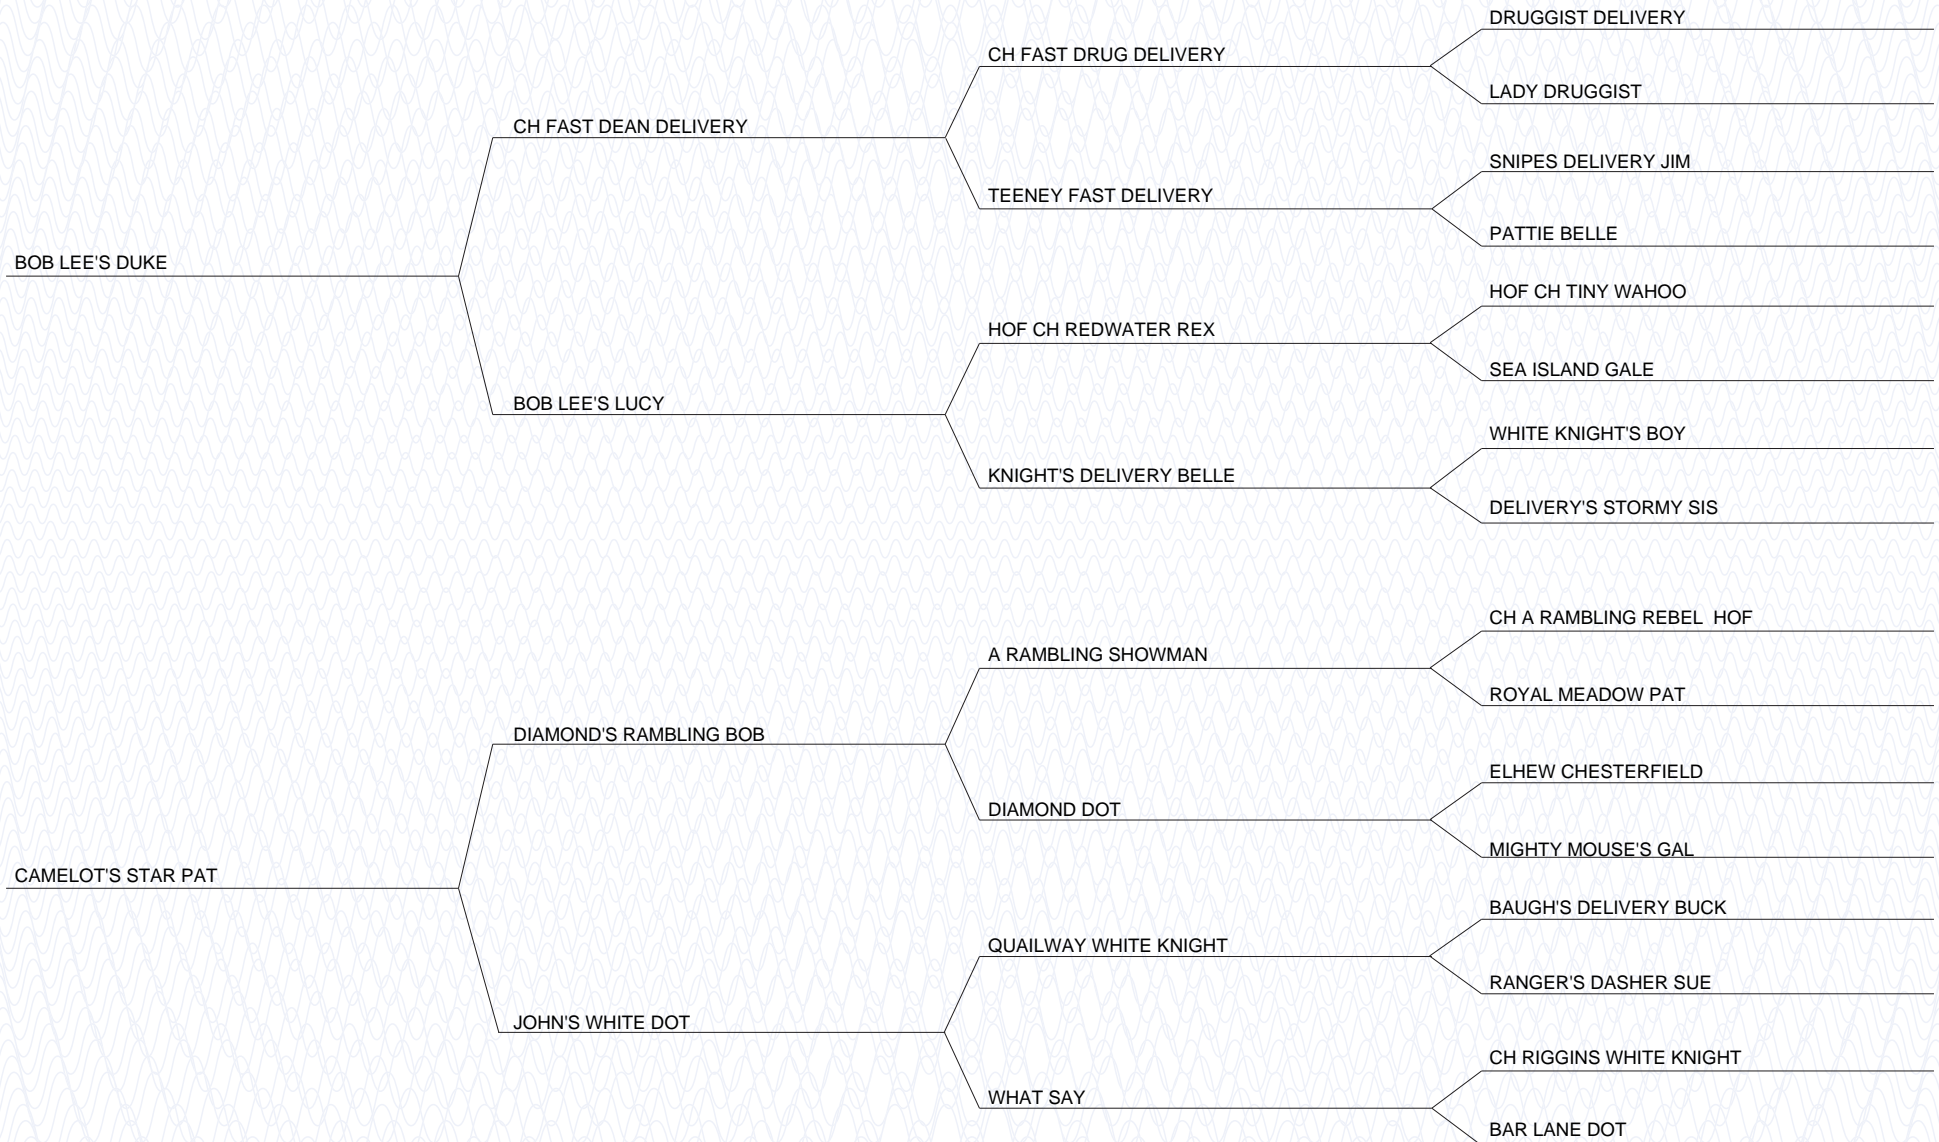 DRUGGIST DELIVERY
CH FAST DRUG DELIVERY
LADY DRUGGIST
CH FAST DEAN DELIVERY
SNIPES DELIVERY JIM
TEENEY FAST DELIVERY
PATTIE BELLE
BOB LEE'S DUKE
HOF CH TINY WAHOO
HOF CH REDWATER REX
SEA ISLAND GALE
BOB LEE'S LUCY
WHITE KNIGHT'S BOY
KNIGHT'S DELIVERY BELLE
DELIVERY'S STORMY SIS
CH A RAMBLING REBEL  HOF
A RAMBLING SHOWMAN
ROYAL MEADOW PAT
DIAMOND'S RAMBLING BOB
ELHEW CHESTERFIELD
DIAMOND DOT
MIGHTY MOUSE'S GAL
CAMELOT'S STAR PAT
BAUGH'S DELIVERY BUCK
QUAILWAY WHITE KNIGHT
RANGER'S DASHER SUE
JOHN'S WHITE DOT
CH RIGGINS WHITE KNIGHT
WHAT SAY
BAR LANE DOT